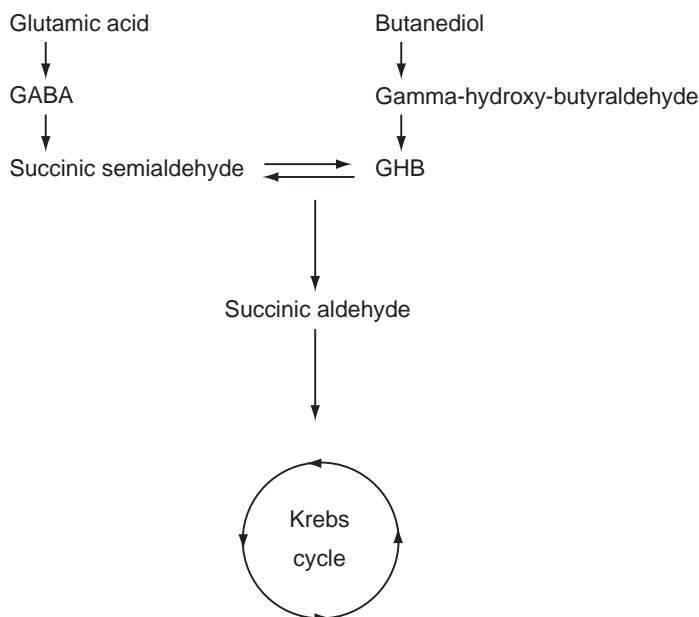 Glutamic acid
Butanediol
GABA
Gamma-hydroxy-butyraldehyde
Succinic semialdehyde
GHB
Succinic aldehyde
Krebs
cycle